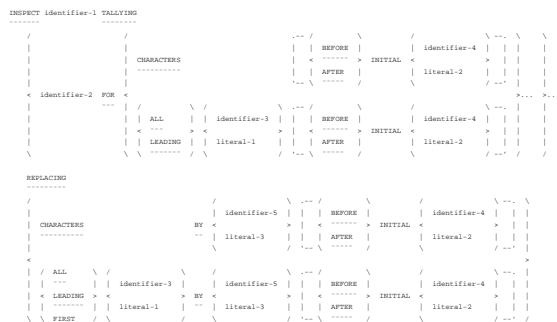 INSPECT identifier-1 TALLYING
-------              --------
/ / .-- / \ / \ --. \ \
| | | | BEFORE | | identifier-4 | | | |
| | CHARACTERS | < ------ > INITIAL < > | | |
| | ---------- | | AFTER | | literal-2 | | | |
| | '-- \ ----- / \ / --' | |
< identifier-2 FOR < >... >..
| --- | / \ / \ .-- / \ / \ --. | |
| | | ALL | | identifier-3 | | | BEFORE | | identifier-4 | | | |
| | < --- > < > | < ------ > INITIAL < > | | |
| | | LEADING | | literal-1 | | | AFTER | | literal-2 | | | |
\ \ \ ------- / \ / '-- \ ----- / \ / --' / /
REPLACING
---------
/ / \ .-- / \ / \ --. \
| | identifier-5 | | | BEFORE | | identifier-4 | | |
| CHARACTERS BY < > | < ------ > INITIAL < > | |
| ---------- -- | literal-3 | | | AFTER | | literal-2 | | |
| \ / '-- \ ----- / \ / --' |
< >
| / ALL \ / \ / \ .-- / \ / \ --. |
| | --- | | identifier-3 | | identifier-5 | | | BEFORE | | identifier-4 | | |
| < LEADING > < > BY < > | < ------ > INITIAL < > | |
| | ------- | | literal-1 | -- | literal-3 | | | AFTER | | literal-2 | | |
\ \ FIRST / \ / \ / '-- \ ----- / \ / --' /